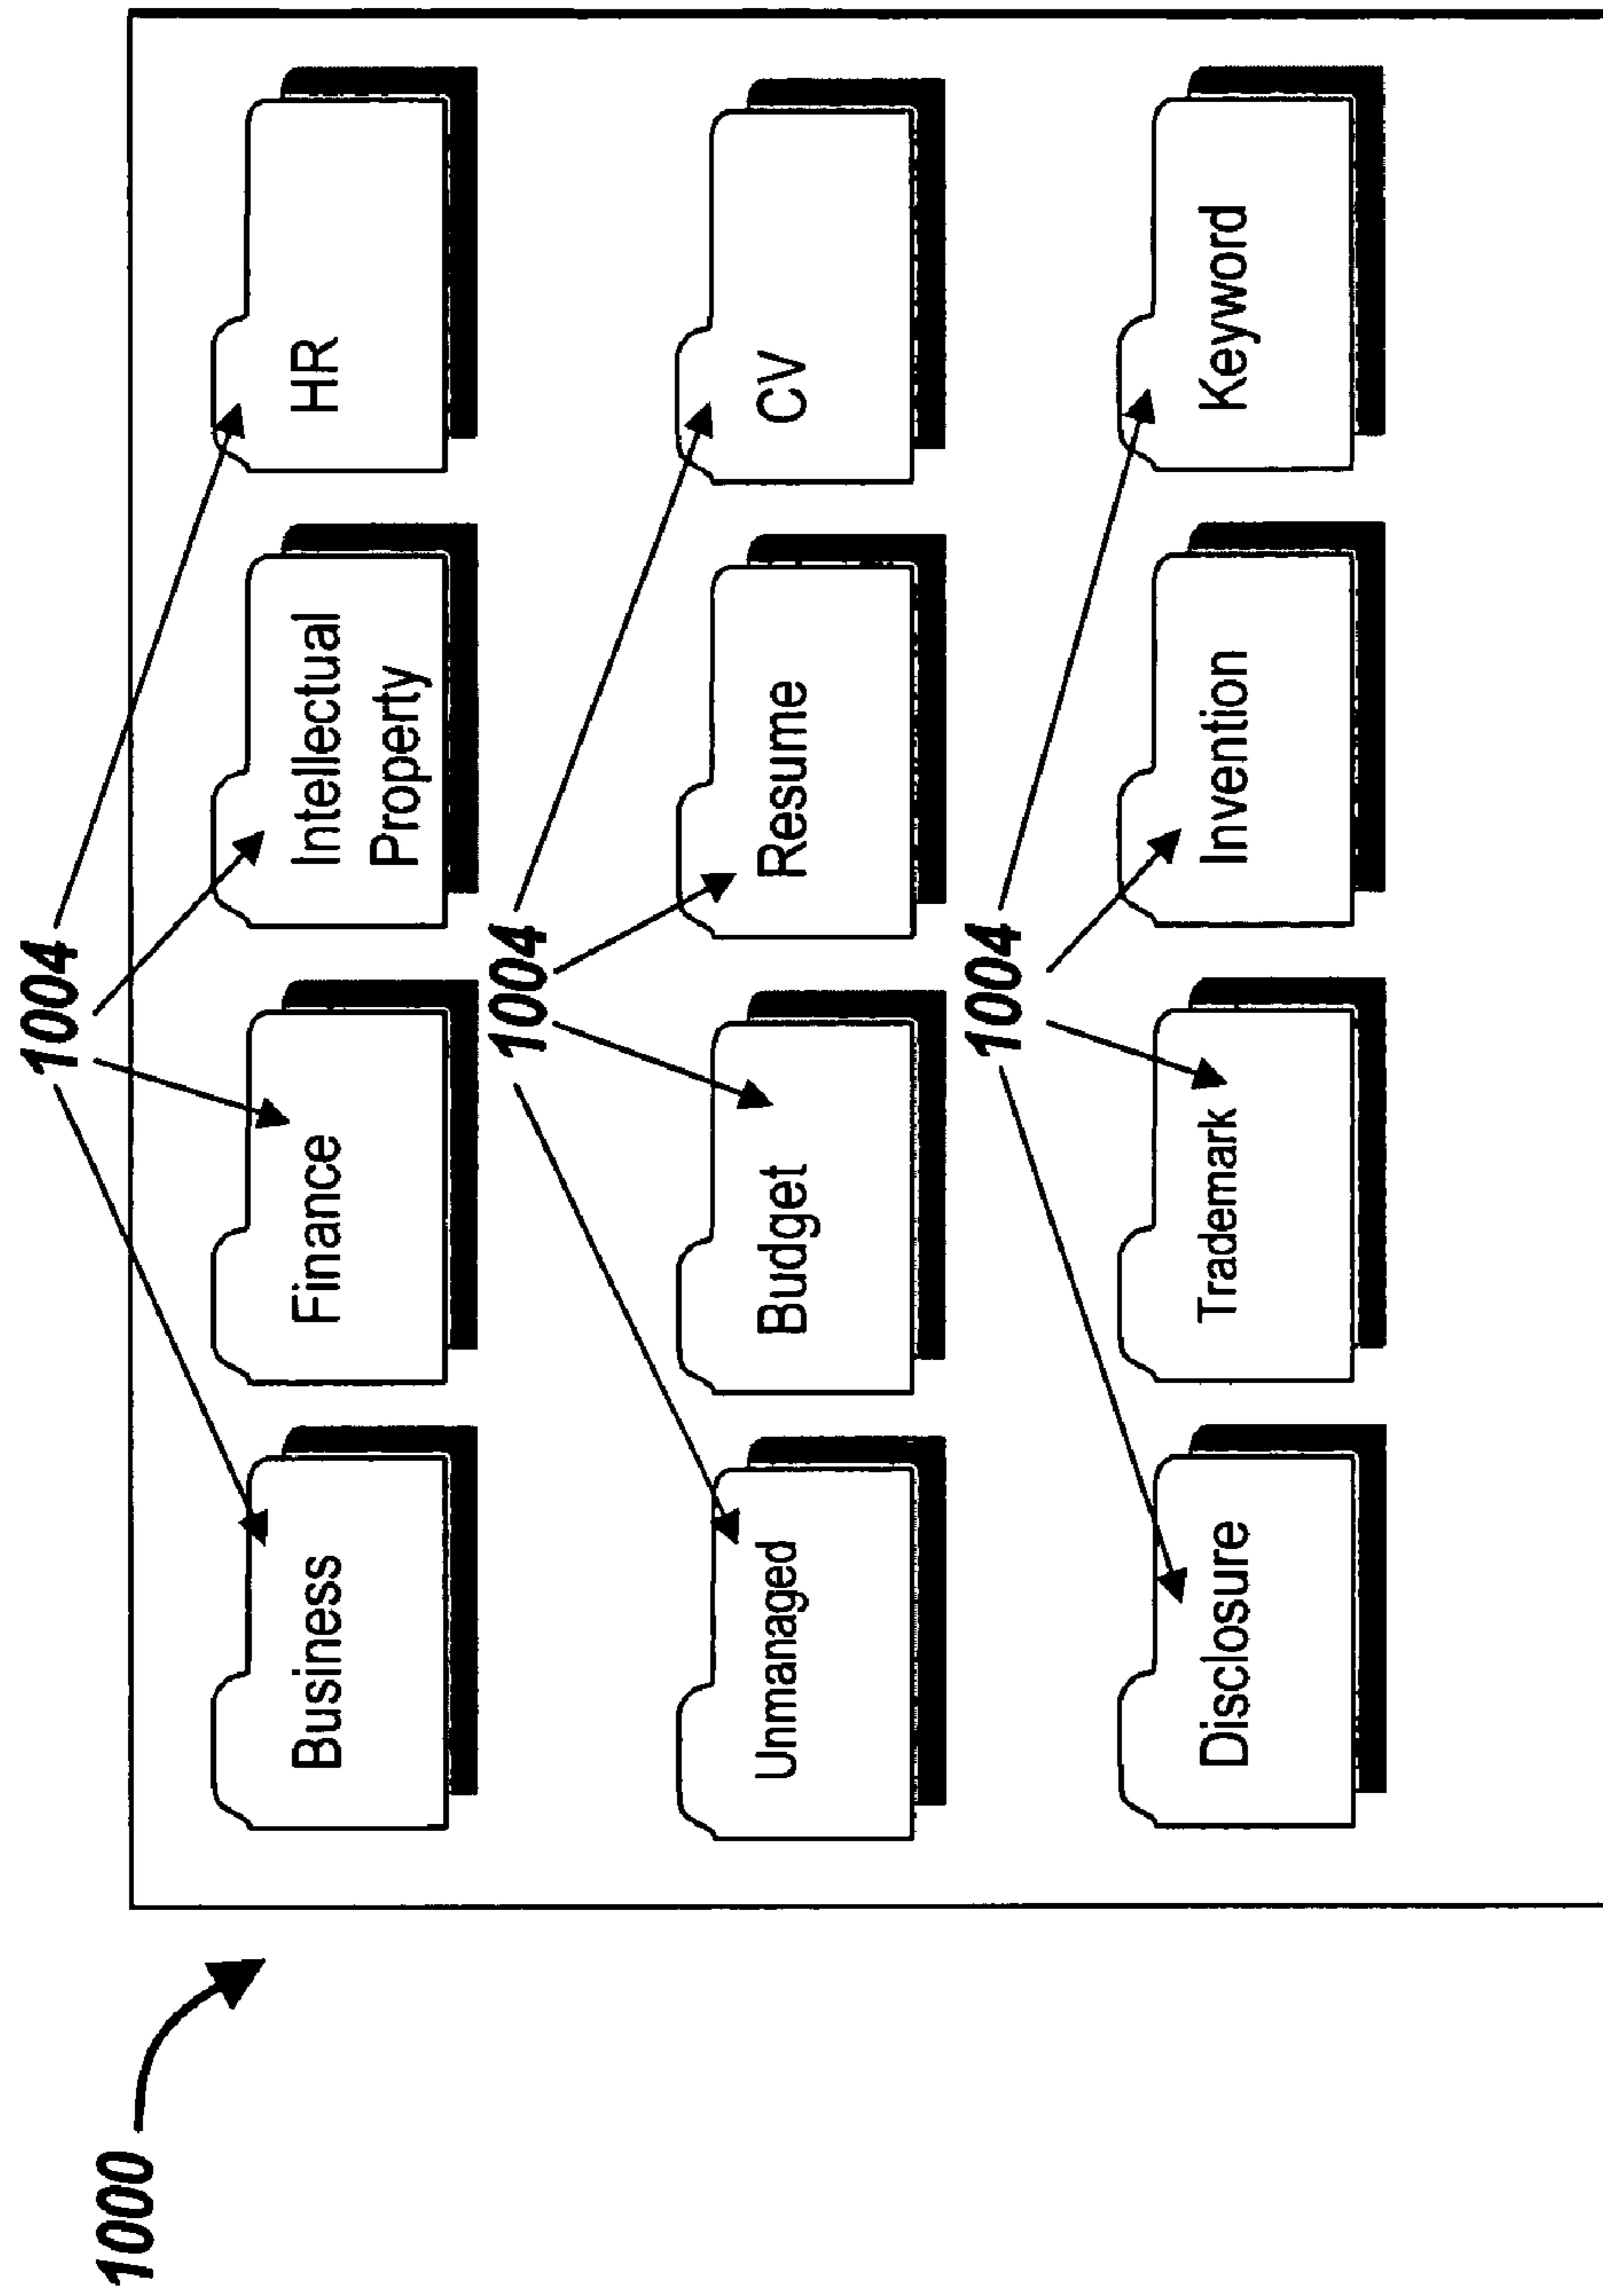 1000
1004
Business
Finance
Intellectual
Property
HR
1004
Unmanaged
Budget
Resume
CV
1004
Disclosure
Trademark
Invention
Keyword